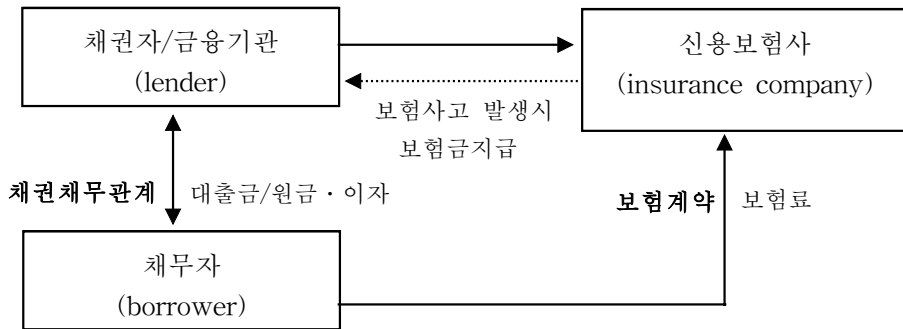 채권자/금융기관
(lender)
신용보험사
(insurance company)
보험사고 발생시
보험금지급
채권채무관계 대출금/원금·이자
보험계약 보험료
채무자
(borrower)